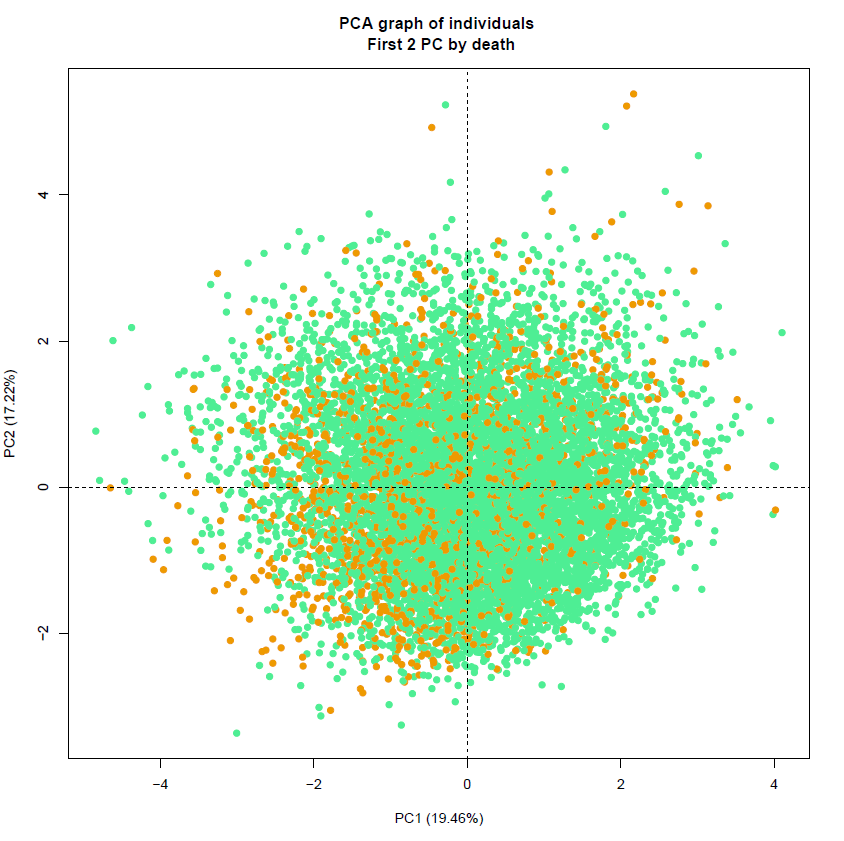 PCA graph of individuals
First 2 PC by death
PC2 (17.22%)
4
2
0
−2
−4
−2
0
2
4
PC1 (19.46%)